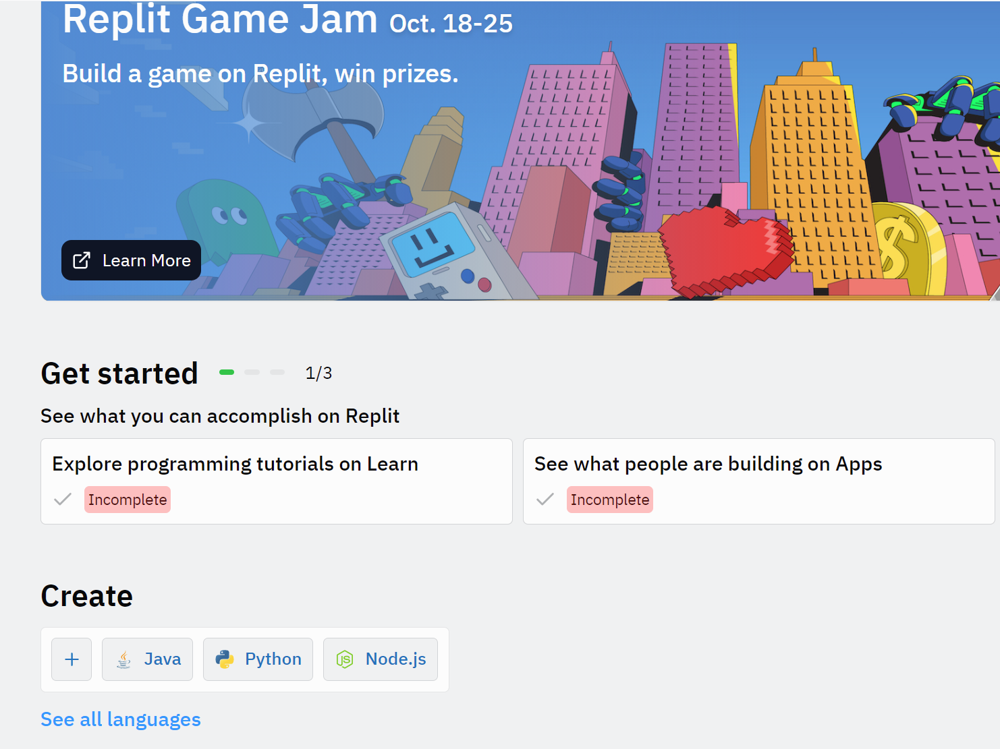 Replit Game Jam Oct. 18-25
Build a game on Replit, win prizes.
Learn More
Get started 1/3
See what you can accomplish on Replit
Explore programming tutorials on Learn
Incomplete
See what people are building on Apps
Incomplete
Create
+ Java Python Node.js
See all languages